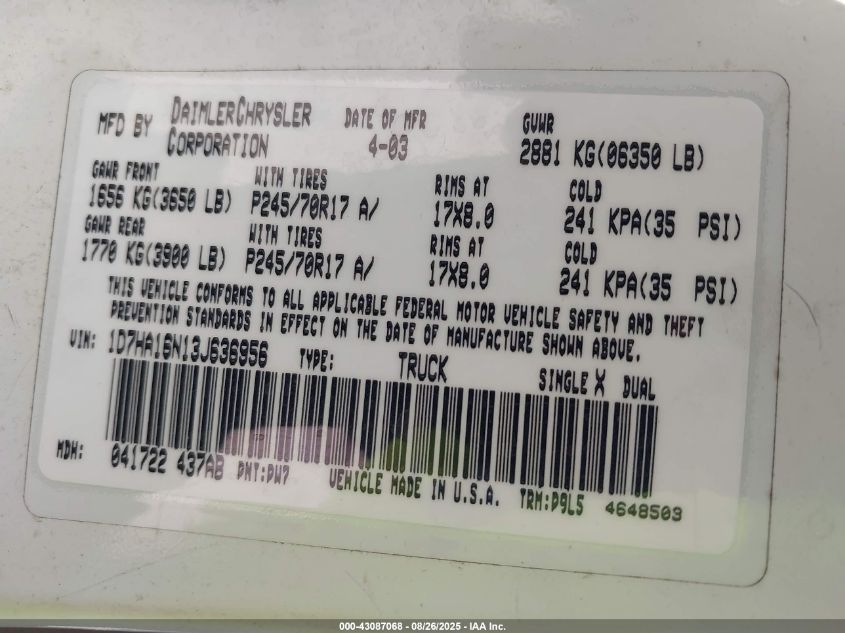 MFD BY DAIMLERCHRYSLER CORPORATION DATE OF MFR 4-03 GVWR 2881 KG(06350 LB)
GAWR FRONT WITH TIRES RIMS AT COLD
1656 KG(3650 LB) P245/70R17 A/ 17X8.0 241 KPA(35 PSI)
GAWR REAR WITH TIRES RIMS AT COLD
1770 KG(3900 LB) P245/70R17 A/ 17X8.0 241 KPA(35 PSI)
THIS VEHICLE CONFORMS TO ALL APPLICABLE FEDERAL MOTOR VEHICLE SAFETY AND THEFT
PREVENTION STANDARDS IN EFFECT ON THE DATE OF MANUFACTURE SHOWN ABOVE.
VIN: 1D7HA16N13J636956 TYPE: TRUCK SINGLE X DUAL
MDH: 041722 437AB PNT:PW7 VEHICLE MADE IN U.S.A. TRM:D9L5 4648503
000-43087068 - 08/26/2025 - IAA Inc.